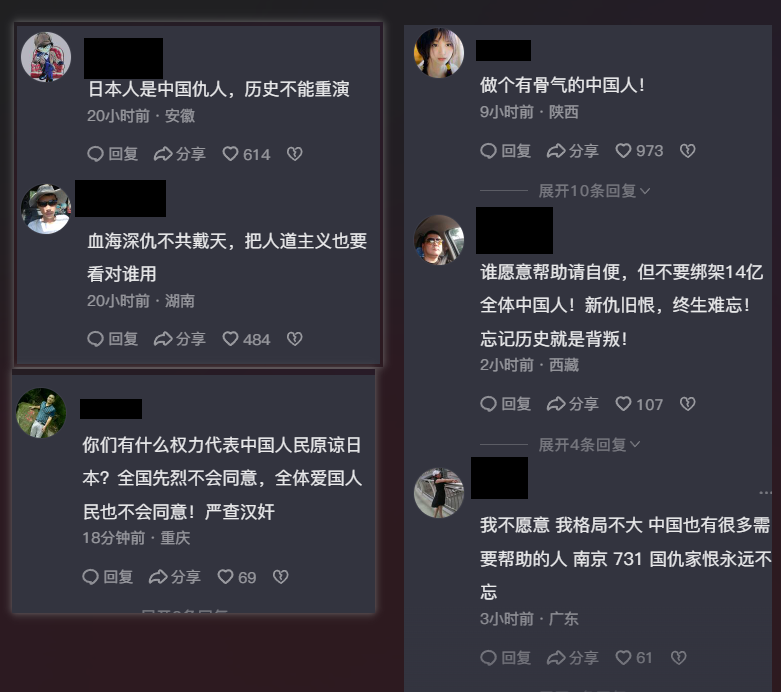 日本人是中国仇人，历史不能重演
20小时前 · 安徽
回复 分享 614
血海深仇不共戴天，把人道主义也要
看对谁用
20小时前 · 湖南
回复 分享 484
你们有什么权力代表中国人民原谅日
本？全国先烈不会同意，全体爱国人
民也不会同意！严查汉奸
18分钟前 · 重庆
回复 分享 69
做个有骨气的中国人！
9小时前 · 陕西
回复 分享 973
展开10条回复
谁愿意帮助请自便，但不要绑架14亿
全体中国人！新仇旧恨，终生难忘！
忘记历史就是背叛！
2小时前 · 西藏
回复 分享 107
展开4条回复
...
我不愿意 我格局不大 中国也有很多需
要帮助的人 南京 731 国仇家恨永远不
忘
3小时前 · 广东
回复 分享 61